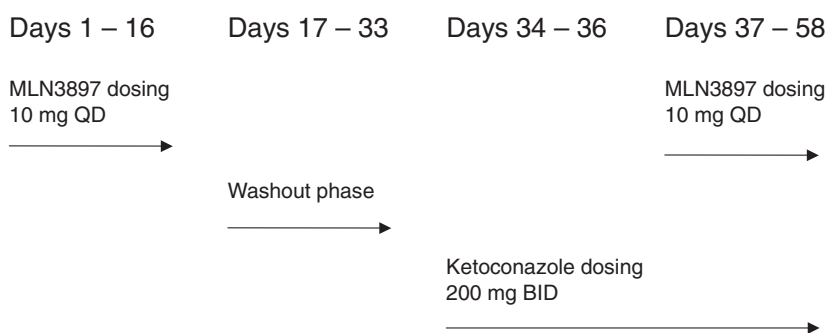 Days 1 – 16
Days 17 – 33
Days 34 – 36
Days 37 – 58
MLN3897 dosing
10 mg QD
MLN3897 dosing
10 mg QD
Washout phase
Ketoconazole dosing
200 mg BID